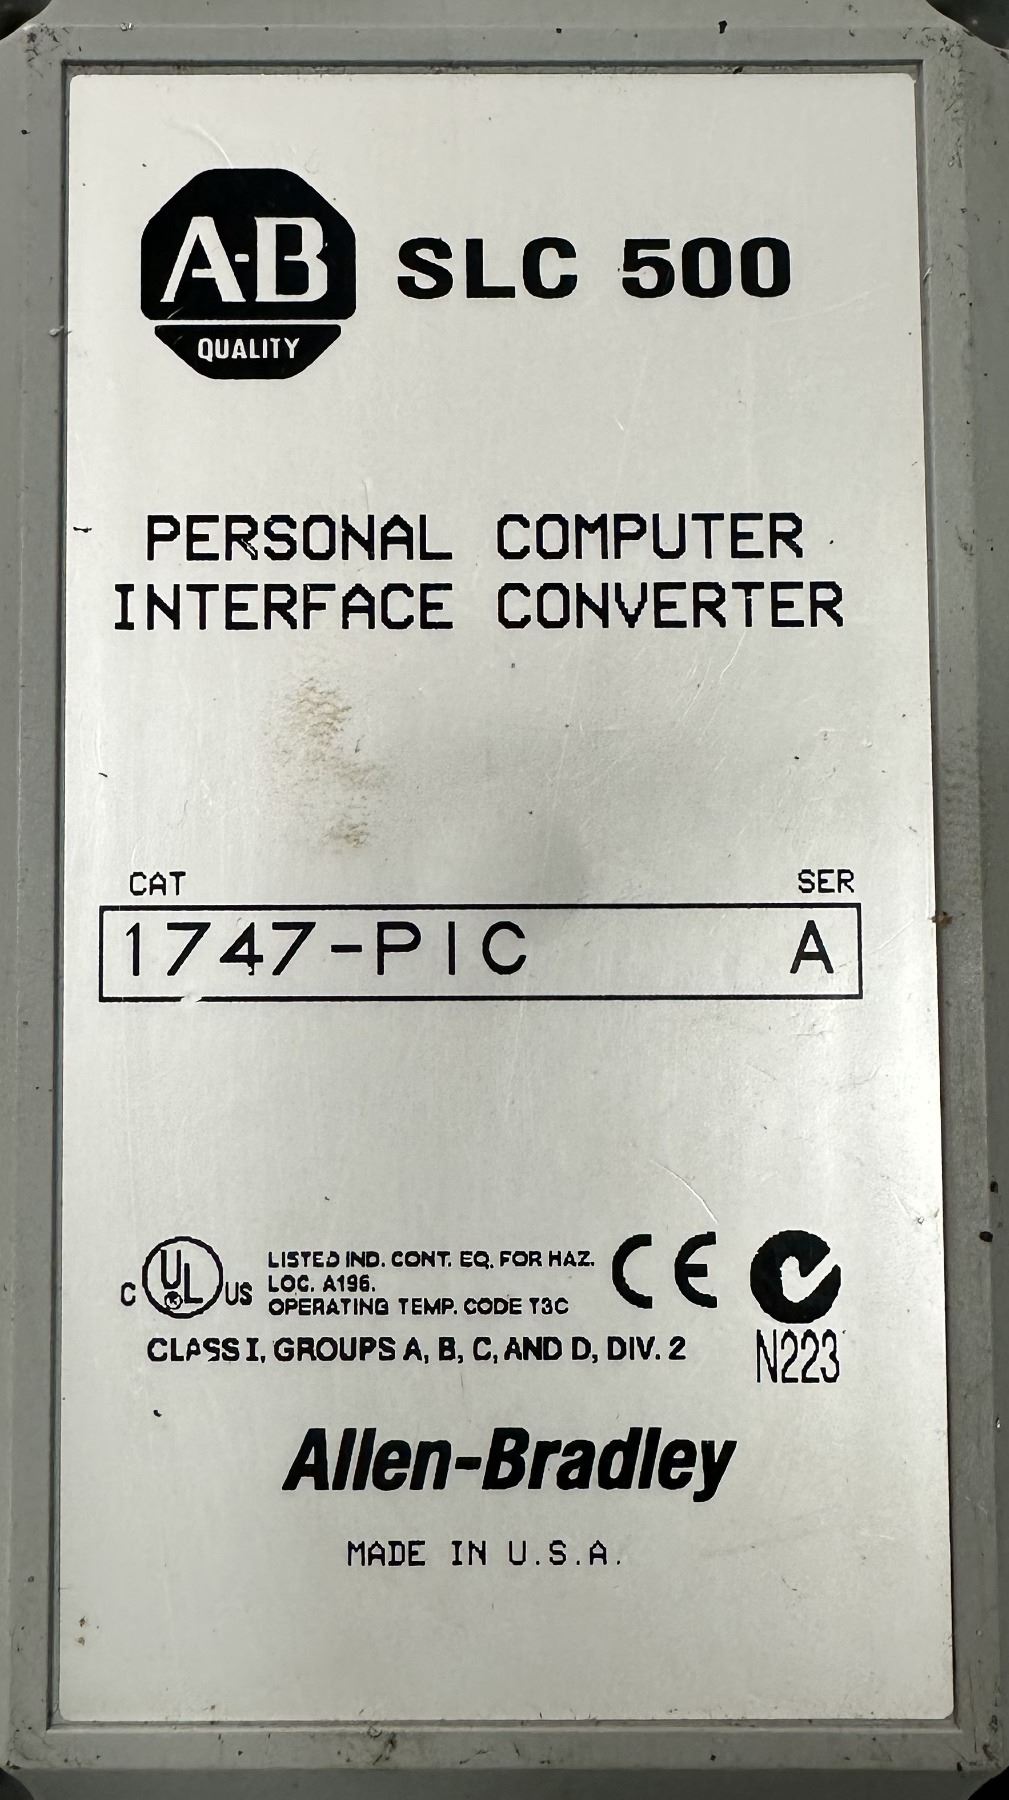 A-B
QUALITY
SLC 500
PERSONAL COMPUTER
INTERFACE CONVERTER
CAT SER
1747-PIC A
C UL US
LISTED IND. CONT. EQ. FOR HAZ.
LOC. A196.
OPERATING TEMP. CODE T3C
CLASS I, GROUPS A, B, C, AND D, DIV. 2
CE
N223
Allen-Bradley
MADE IN U.S.A.